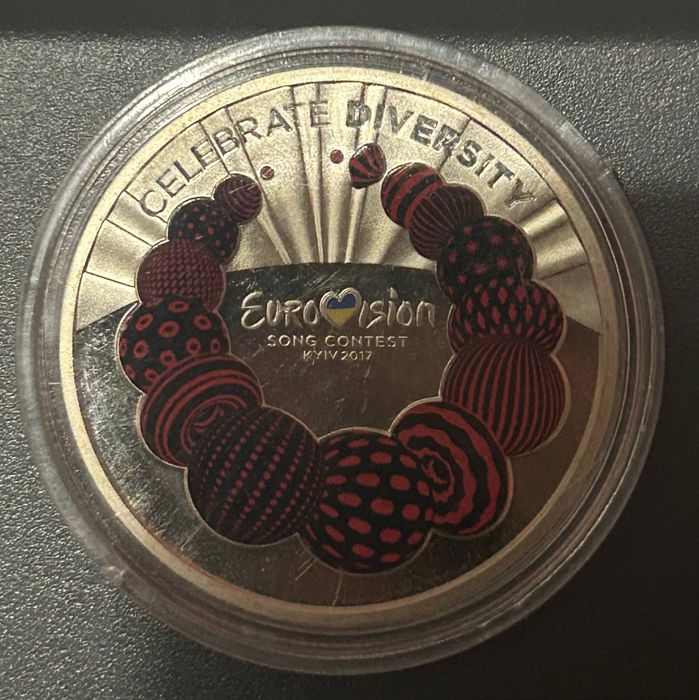 CELEBRATE DIVERSITY
EUROVISION
SONG CONTEST
KYIV 2017